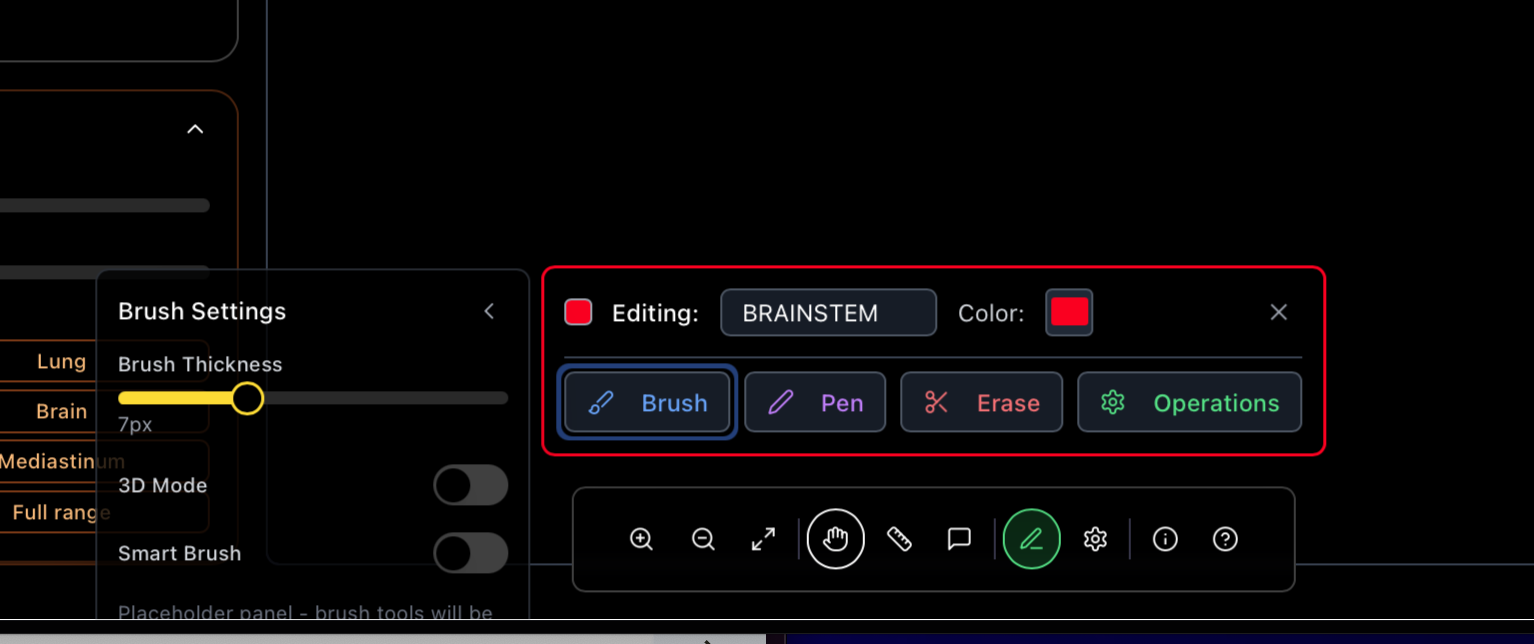 Lung
Brain
Mediastinum
Full range
Brush Settings
Brush Thickness
7px
3D Mode
Smart Brush
Placeholder panel - brush tools will be
Editing: BRAINSTEM Color:
Brush Pen Erase Operations